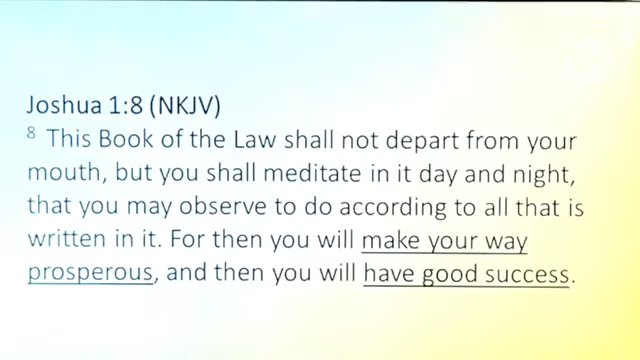 Joshua 1:8 (NKJV)
8 This Book of the Law shall not depart from your
mouth, but you shall meditate in it day and night,
that you may observe to do according to all that is
written in it. For then you will make your way
prosperous, and then you will have good success.